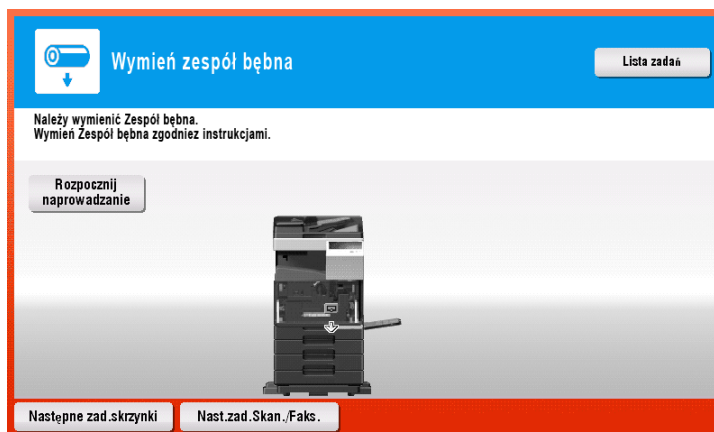 Wymień zespół bębna
Lista zadań
Należy wymienić Zespół bębna.
Wymień Zespół bębna zgodniez instrukcjami.
Rozpocznij
naprowadzanie
Następne zad.skrzynki
Nast.zad.Skan./Faks.